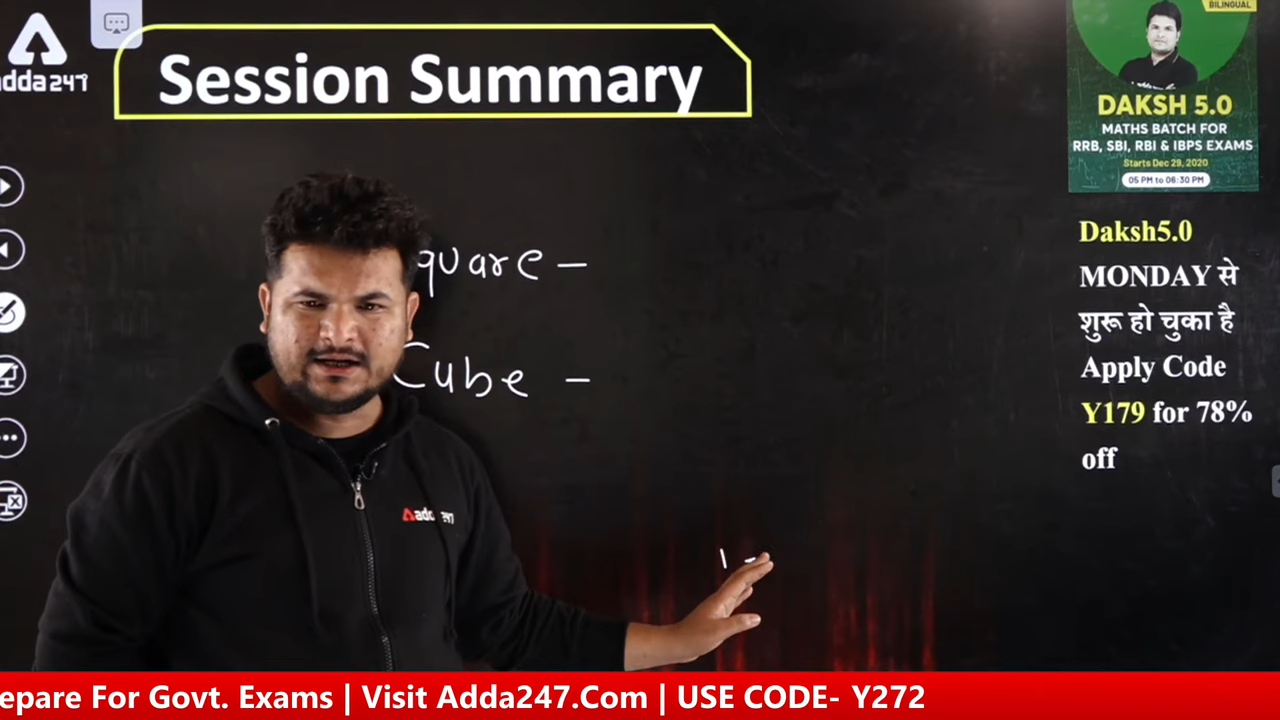 adda247
Session Summary
quare -
Cube -
BILINGUAL
DAKSH 5.0
MATHS BATCH FOR
RRB, SBI, RBI & IBPS EXAMS
Starts Dec 29, 2020
05 PM to 06:30 PM
Daksh5.0
MONDAY से
शुरू हो चुका है
Apply Code
Y179 for 78%
off
epare For Govt. Exams | Visit Adda247.Com | USE CODE- Y272